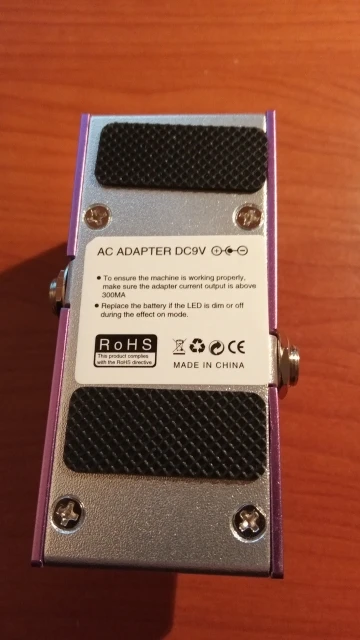 AC ADAPTER DC9V
• To ensure the machine is working properly,
make sure the adapter current output is above
300MA
• Replace the battery if the LED is dim or off
during the effect on mode.
RoHS
This product complies
with the RoHS directive
CE
MADE IN CHINA